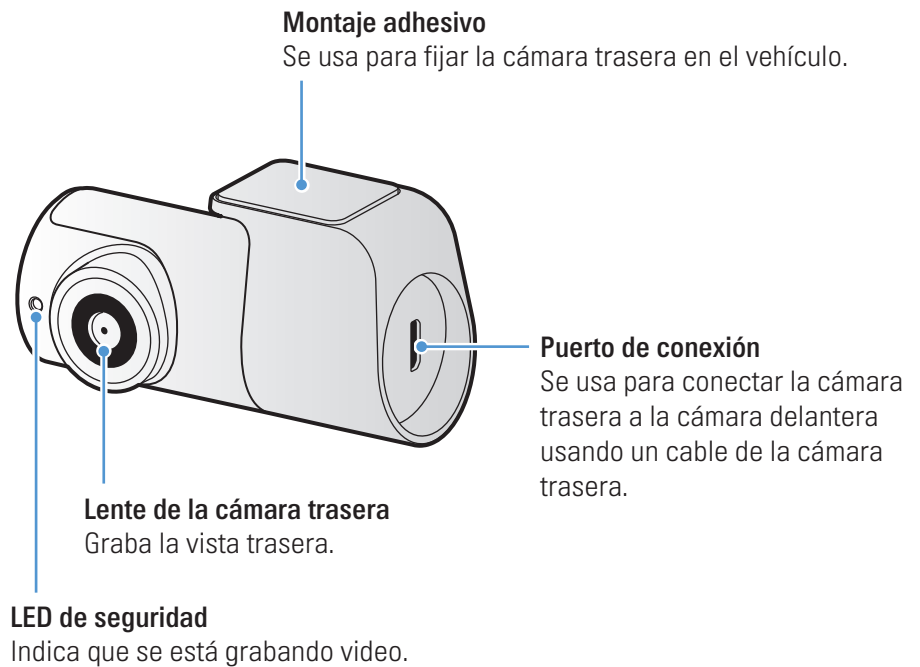 Montaje adhesivo
Se usa para fijar la cámara trasera en el vehículo.
Puerto de conexión
Se usa para conectar la cámara
trasera a la cámara delantera
usando un cable de la cámara
trasera.
Lente de la cámara trasera
Graba la vista trasera.
LED de seguridad
Indica que se está grabando video.